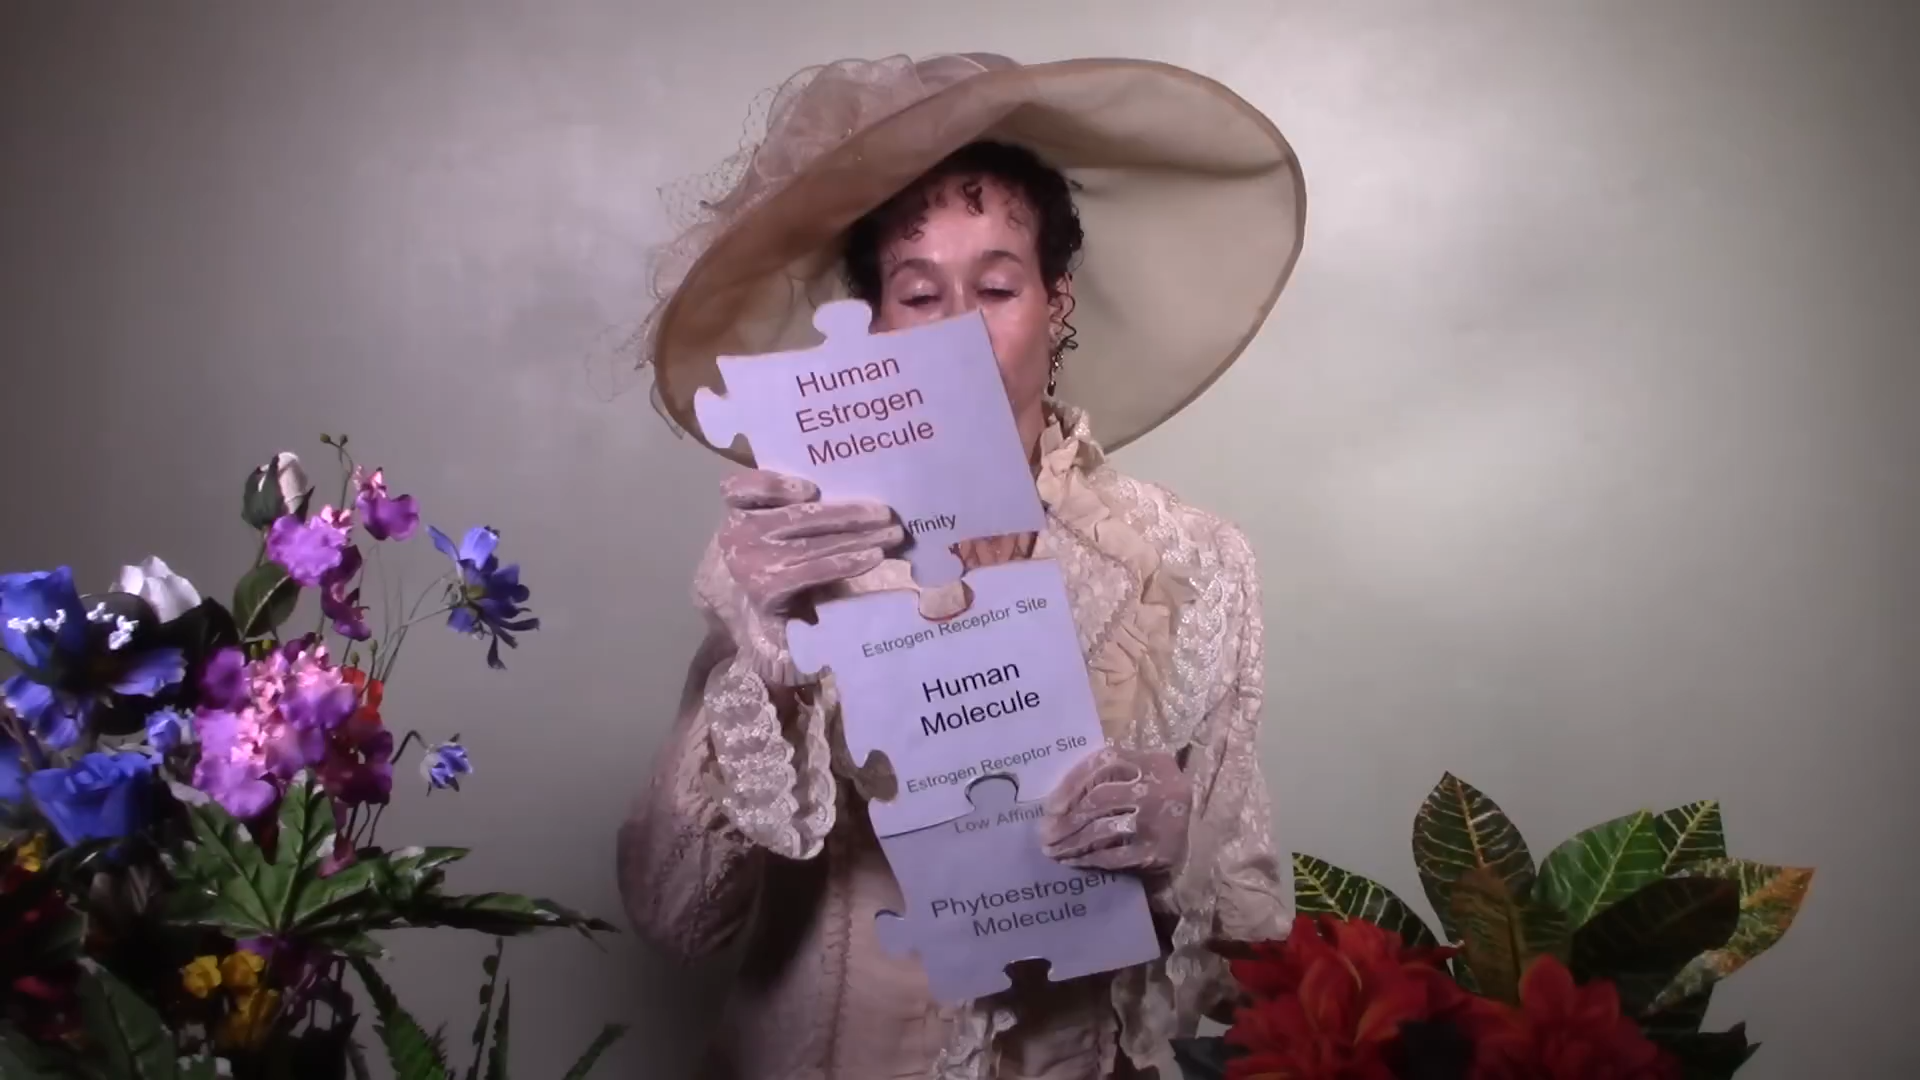 Human
Estrogen
Molecule
ffinity
Estrogen Receptor Site
Human
Molecule
Estrogen Receptor Site
Low Affinit
Phytoestrogen
Molecule